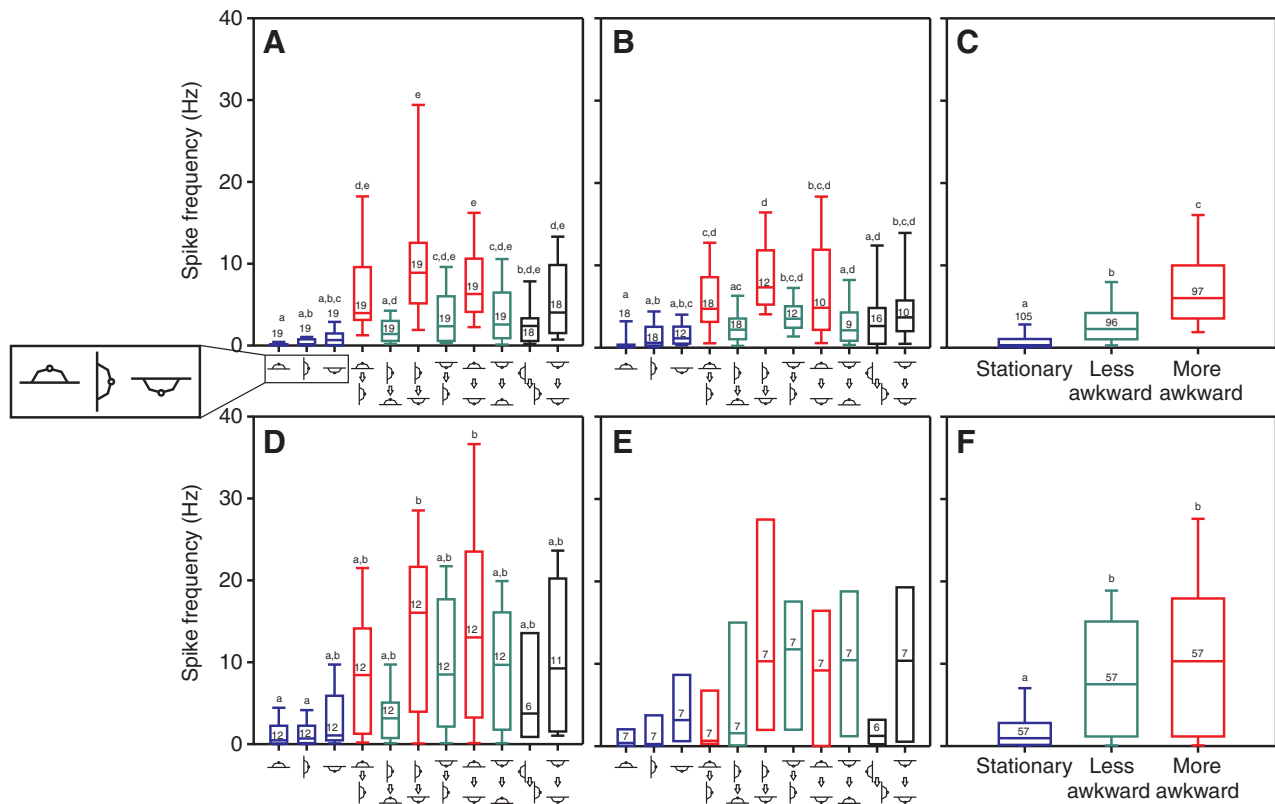 40
30
20
10
0
Spike frequency (Hz)
A
a
a,b
a,b,c
d,e
a,d
e
c,d,e
e
c,d,e
b,d,e
d,e
19
19
19
19
19
19
19
19
19
18
18
B
a
a,b
a,b,c
c,d
ac
d
b,c,d
b,c,d
a,d
a,d
b,c,d
18
18
12
18
18
12
12
10
9
16
10
C
a
b
c
105
96
97
Stationary
Less
awkward
More
awkward
40
30
20
10
0
Spike frequency (Hz)
D
a
a
a,b
a,b
a,b
b
a,b
b
a,b
a,b
a,b
12
12
12
12
12
12
12
12
12
6
11
E
7
7
7
7
7
7
7
7
7
6
7
F
a
b
b
57
57
57
Stationary
Less
awkward
More
awkward